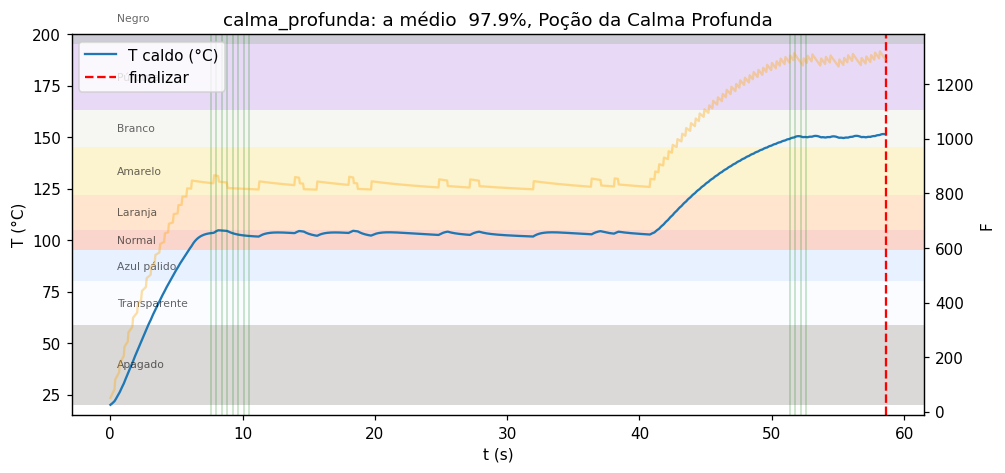 Negro
calma_profunda: a médio  97.9%, Poção da Calma Profunda
T caldo (°C)
finalizar
Branco
Amarelo
Laranja
Normal
Azul pálido
Transparente
Apagado
200
175
150
125
100
75
50
25
T (°C)
1200
1000
800
600
400
200
0
F
0
10
20
30
40
50
60
t (s)